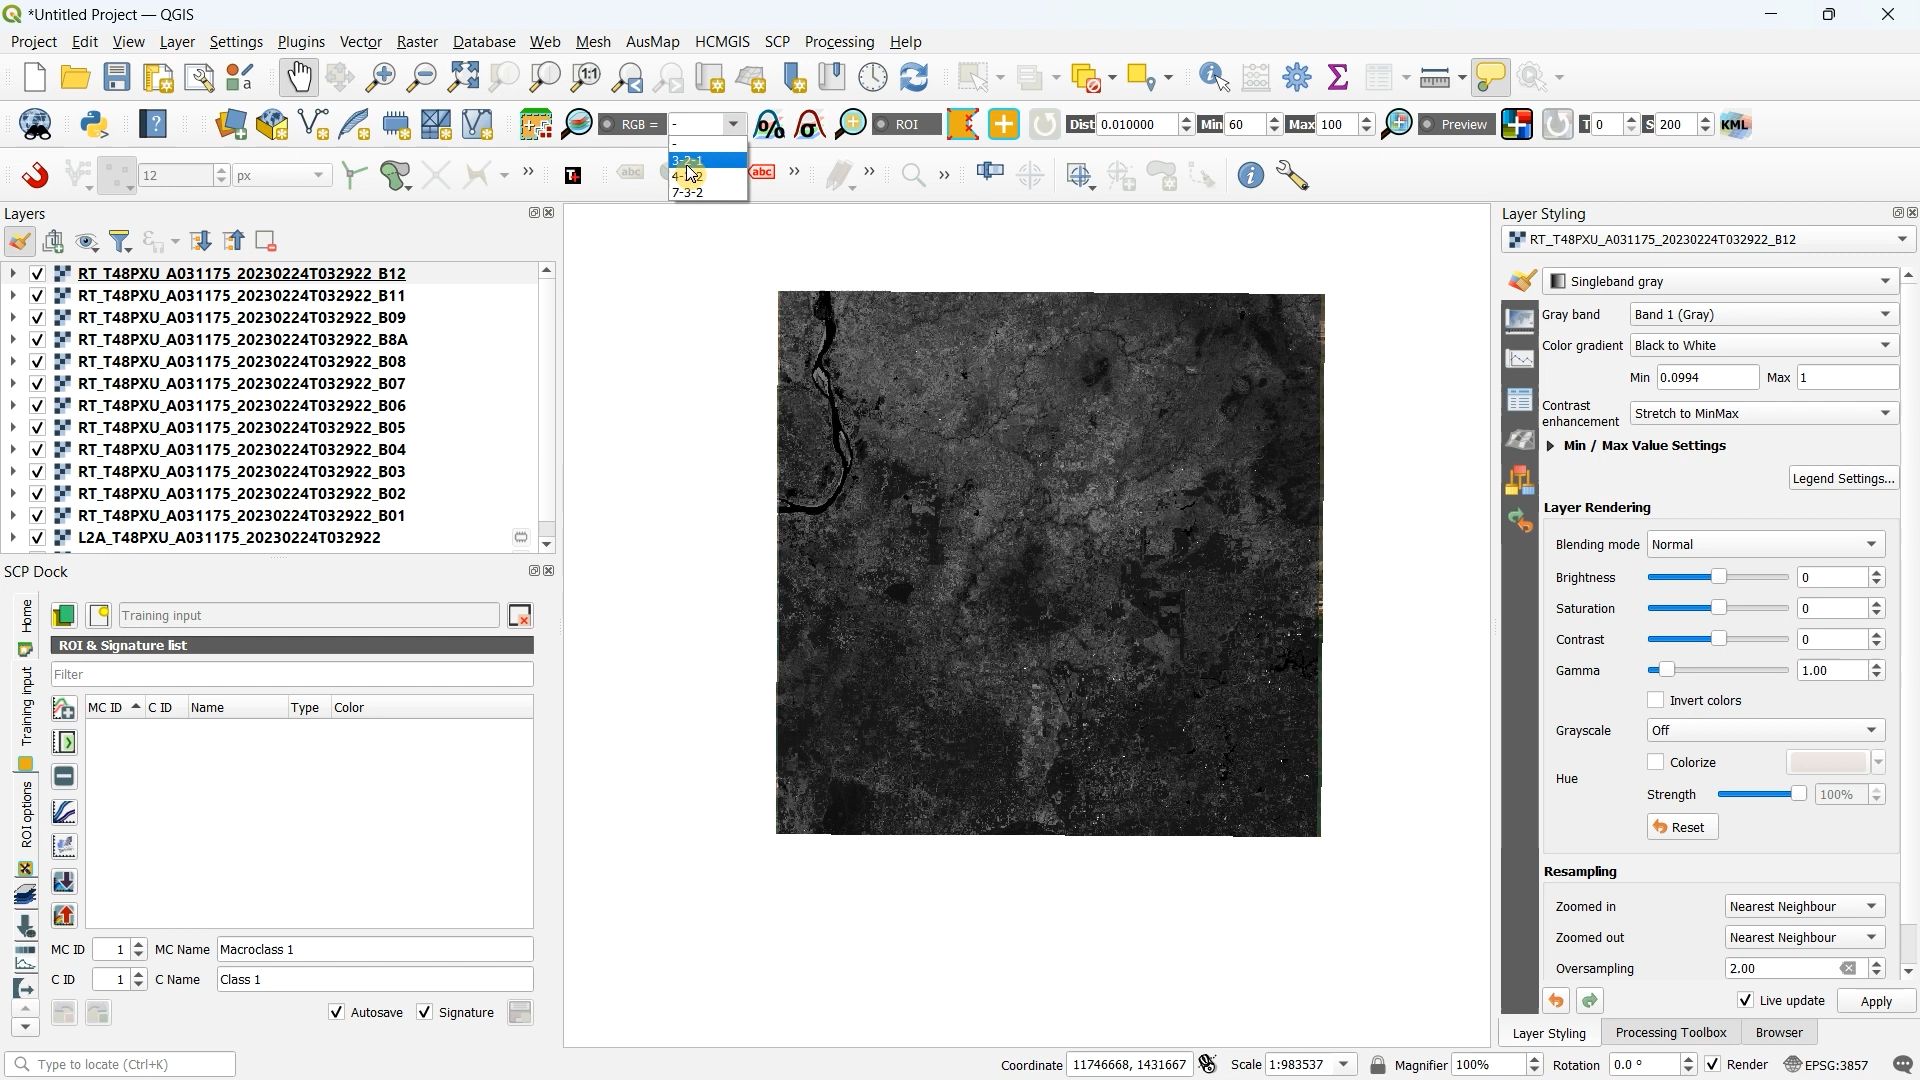 *Untitled Project — QGIS
Project Edit View Layer Settings Plugins Vector Raster Database Web Mesh AusMap HCMGIS SCP Processing Help
RGB = - ROI Dist 0.010000 Min 60 Max 100 Preview T 0 S 200 KML
-
3-2-1
7-3-2
12 px abc abc
Layers
RT_T48PXU_A031175_20230224T032922_B12
RT_T48PXU_A031175_20230224T032922_B11
RT_T48PXU_A031175_20230224T032922_B09
RT_T48PXU_A031175_20230224T032922_B8A
RT_T48PXU_A031175_20230224T032922_B08
RT_T48PXU_A031175_20230224T032922_B07
RT_T48PXU_A031175_20230224T032922_B06
RT_T48PXU_A031175_20230224T032922_B05
RT_T48PXU_A031175_20230224T032922_B04
RT_T48PXU_A031175_20230224T032922_B03
RT_T48PXU_A031175_20230224T032922_B02
RT_T48PXU_A031175_20230224T032922_B01
L2A_T48PXU_A031175_20230224T032922
SCP Dock
Home
Training input
ROI options
Training input
ROI & Signature list
Filter
MC ID C ID Name Type Color
MC ID 1 MC Name Macroclass 1
C ID 1 C Name Class 1
Autosave Signature
Layer Styling
RT_T48PXU_A031175_20230224T032922_B12
Singleband gray
Gray band Band 1 (Gray)
Color gradient Black to White
Min 0.0994 Max 1
Contrast enhancement Stretch to MinMax
Min / Max Value Settings
Legend Settings...
Layer Rendering
Blending mode Normal
Brightness 0
Saturation 0
Contrast 0
Gamma 1.00
Invert colors
Grayscale Off
Hue Colorize
Strength 100%
Reset
Resampling
Zoomed in Nearest Neighbour
Zoomed out Nearest Neighbour
Oversampling 2.00
Live update Apply
Layer Styling Processing Toolbox Browser
Type to locate (Ctrl+K) Coordinate 11746668, 1431667 Scale 1:983537 Magnifier 100% Rotation 0.0 ° Render EPSG:3857